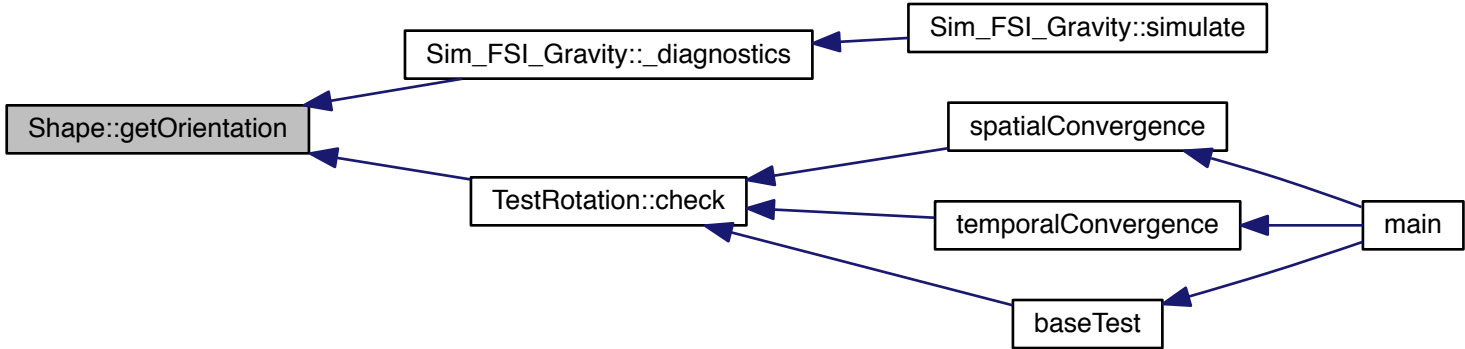 Sim_FSI_Gravity::simulate
Sim_FSI_Gravity::_diagnostics
Shape::getOrientation
spatialConvergence
TestRotation::check
temporalConvergence
main
baseTest